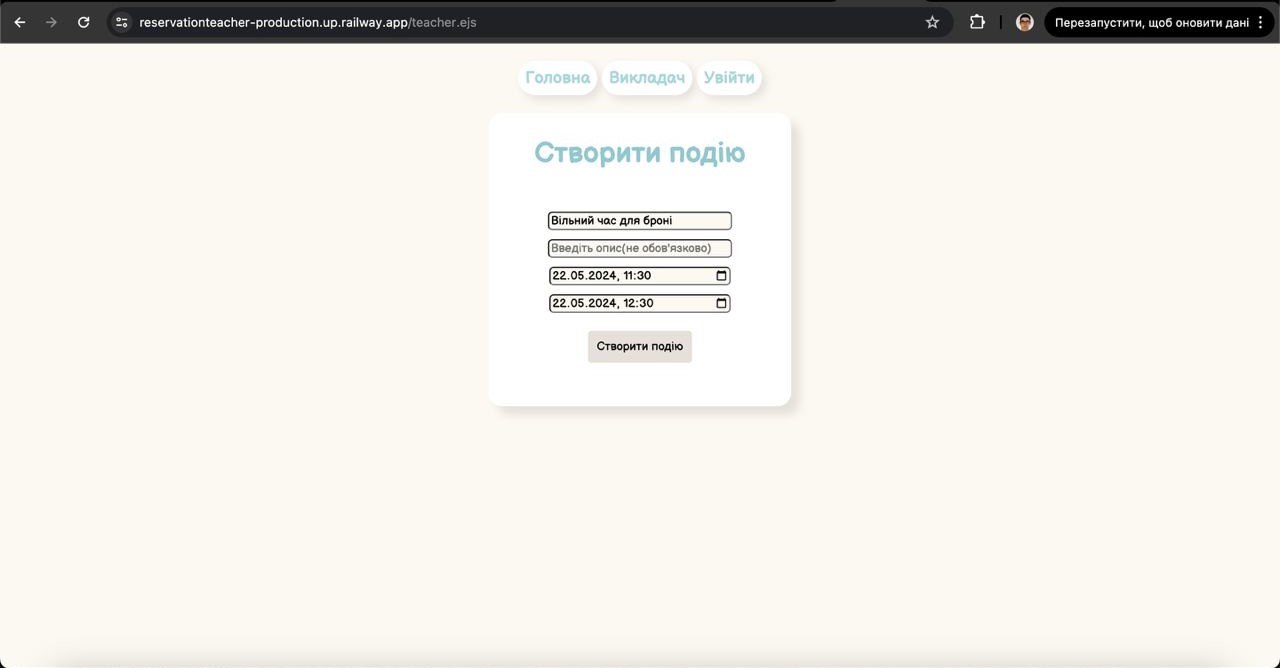 reservationteacher-production.up.railway.app/teacher.ejs
Перезапустити, щоб оновити дані
Головна Викладач Увійти
Створити подію
Вільний час для броні
Введіть опис(не обов'язково)
22.05.2024, 11:30
22.05.2024, 12:30
Створити подію